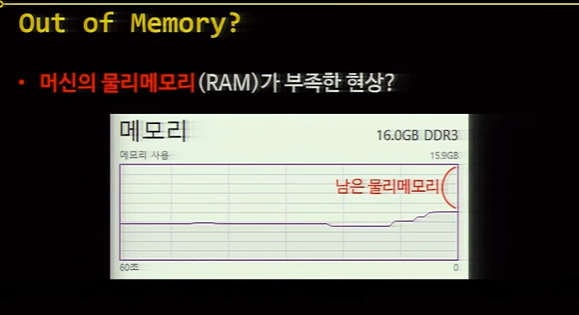 Out of Memory?
• 머신의 물리메모리(RAM)가 부족한 현상?
메모리
16.0GB DDR3
메모리 사용
15.9GB
남은 물리메모리
60초
0